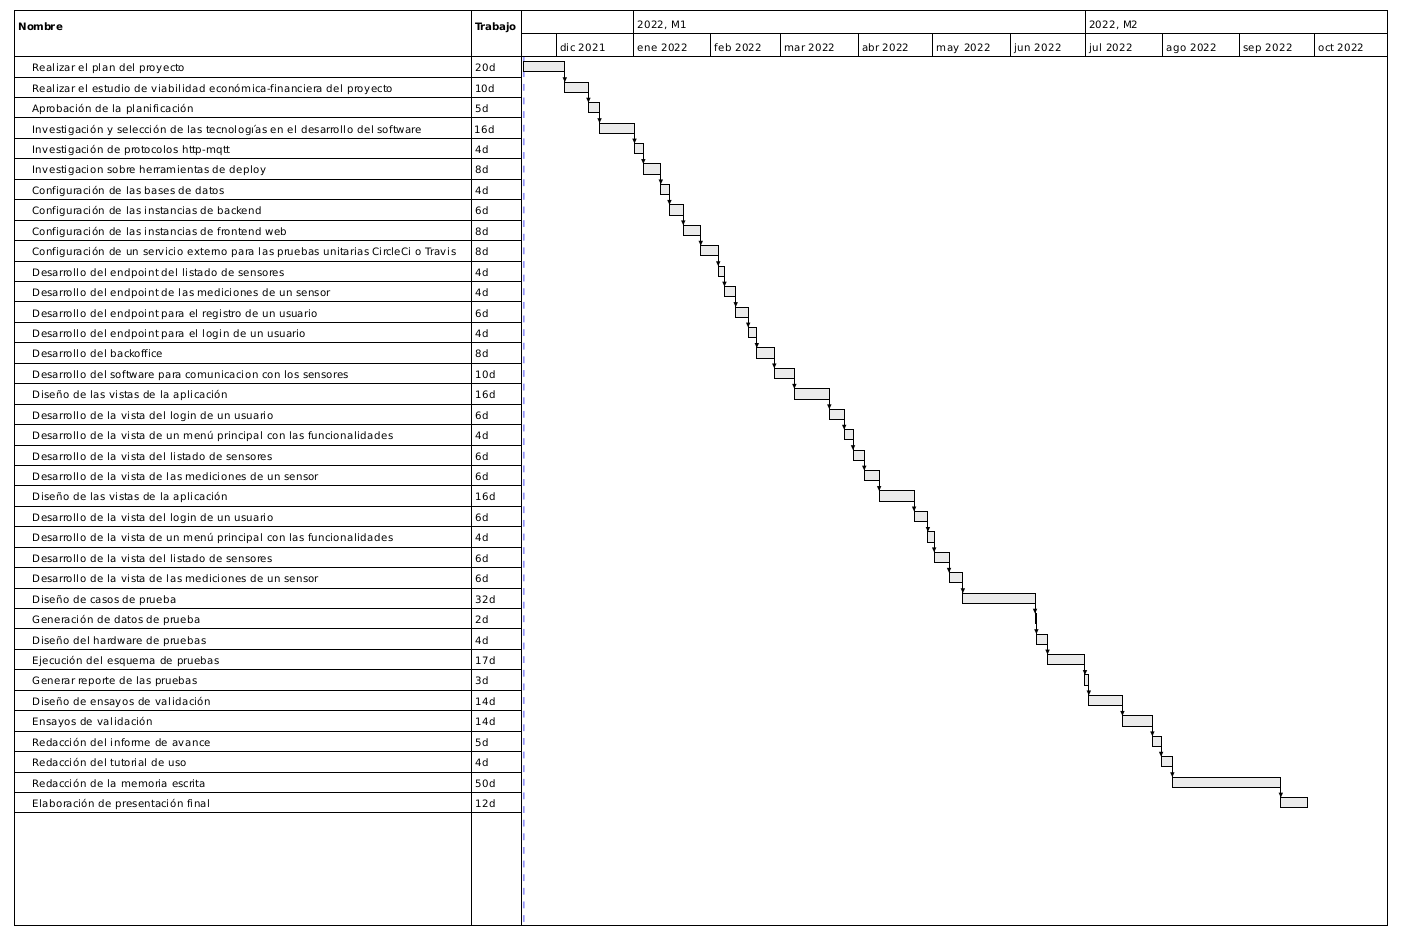 Nombre Trabajo 2022, M1 2022, M2
dic 2021 ene 2022 feb 2022 mar 2022 abr 2022 may 2022 jun 2022 jul 2022 ago 2022 sep 2022 oct 2022
Realizar el plan del proyecto 20d
Realizar el estudio de viabilidad económica-financiera del proyecto 10d
Aprobación de la planificación 5d
Investigación y selección de las tecnologías en el desarrollo del software 16d
Investigación de protocolos http-mqtt 4d
Investigacion sobre herramientas de deploy 8d
Configuración de las bases de datos 4d
Configuración de las instancias de backend 6d
Configuración de las instancias de frontend web 8d
Configuración de un servicio externo para las pruebas unitarias CircleCi o Travis 8d
Desarrollo del endpoint del listado de sensores 4d
Desarrollo del endpoint de las mediciones de un sensor 4d
Desarrollo del endpoint para el registro de un usuario 6d
Desarrollo del endpoint para el login de un usuario 4d
Desarrollo del backoffice 8d
Desarrollo del software para comunicacion con los sensores 10d
Diseño de las vistas de la aplicación 16d
Desarrollo de la vista del login de un usuario 6d
Desarrollo de la vista de un menú principal con las funcionalidades 4d
Desarrollo de la vista del listado de sensores 6d
Desarrollo de la vista de las mediciones de un sensor 6d
Diseño de las vistas de la aplicación 16d
Desarrollo de la vista del login de un usuario 6d
Desarrollo de la vista de un menú principal con las funcionalidades 4d
Desarrollo de la vista del listado de sensores 6d
Desarrollo de la vista de las mediciones de un sensor 6d
Diseño de casos de prueba 32d
Generación de datos de prueba 2d
Diseño del hardware de pruebas 4d
Ejecución del esquema de pruebas 17d
Generar reporte de las pruebas 3d
Diseño de ensayos de validación 14d
Ensayos de validación 14d
Redacción del informe de avance 5d
Redacción del tutorial de uso 4d
Redacción de la memoria escrita 50d
Elaboración de presentación final 12d